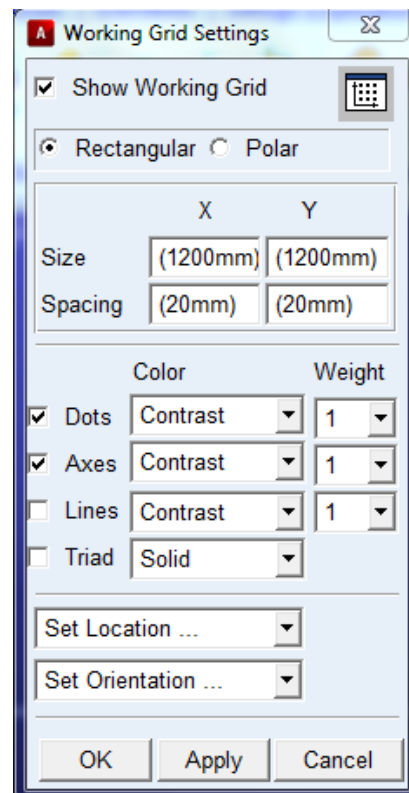 Working Grid Settings
Show Working Grid
Rectangular Polar
X Y
Size (1200mm) (1200mm)
Spacing (20mm) (20mm)
Color Weight
Dots Contrast 1
Axes Contrast 1
Lines Contrast 1
Triad Solid
Set Location ...
Set Orientation ...
OK Apply Cancel